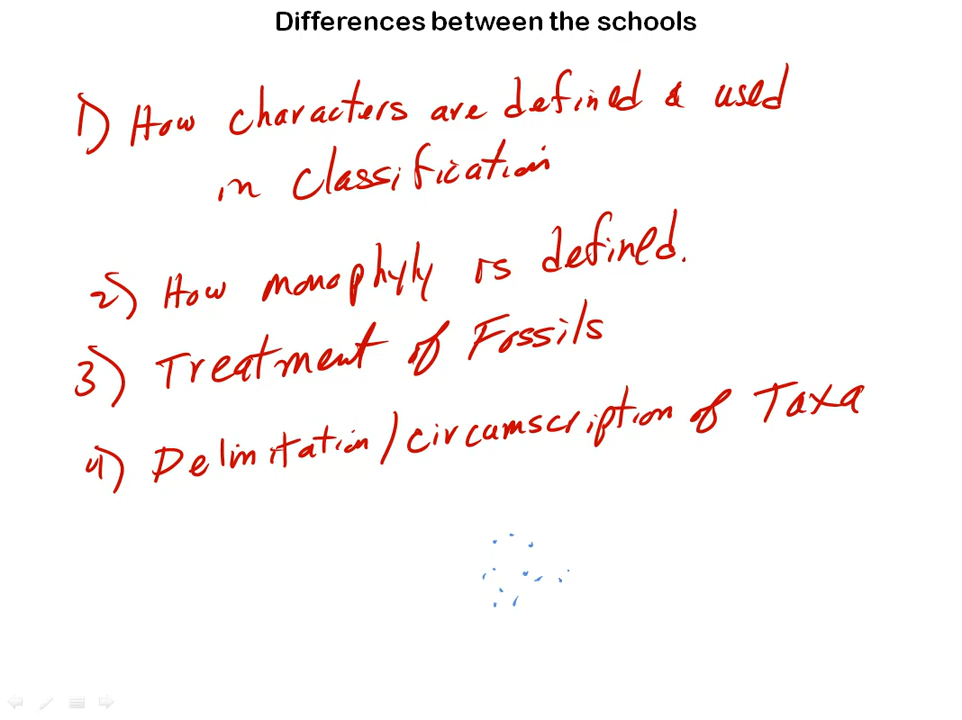 Differences between the schools
1) How characters are defined & used
in classification
2) How monophyly is defined.
3) Treatment of Fossils
4) Delimitation/circumscription of Taxa